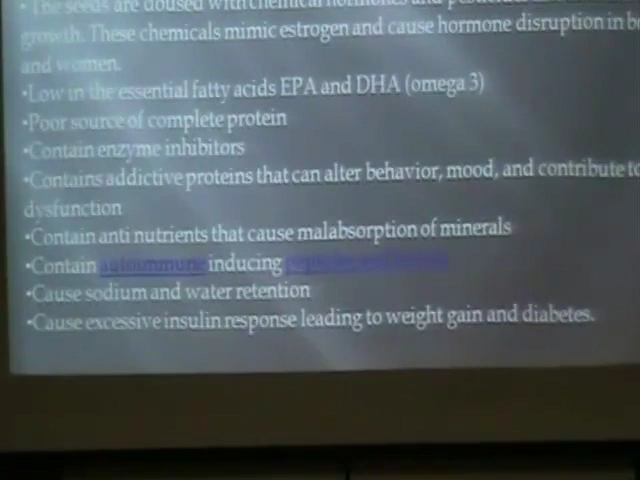 • The seeds are doused with chemical hormones and pesticides
growth. These chemicals mimic estrogen and cause hormone disruption in
and women.
•Low in the essential fatty acids EPA and DHA (omega 3)
•Poor source of complete protein
•Contain enzyme inhibitors
•Contains addictive proteins that can alter behavior, mood, and contribute to
dysfunction
•Contain anti nutrients that cause malabsorption of minerals
•Contain autoimmune inducing
•Cause sodium and water retention
•Cause excessive insulin response leading to weight gain and diabetes.